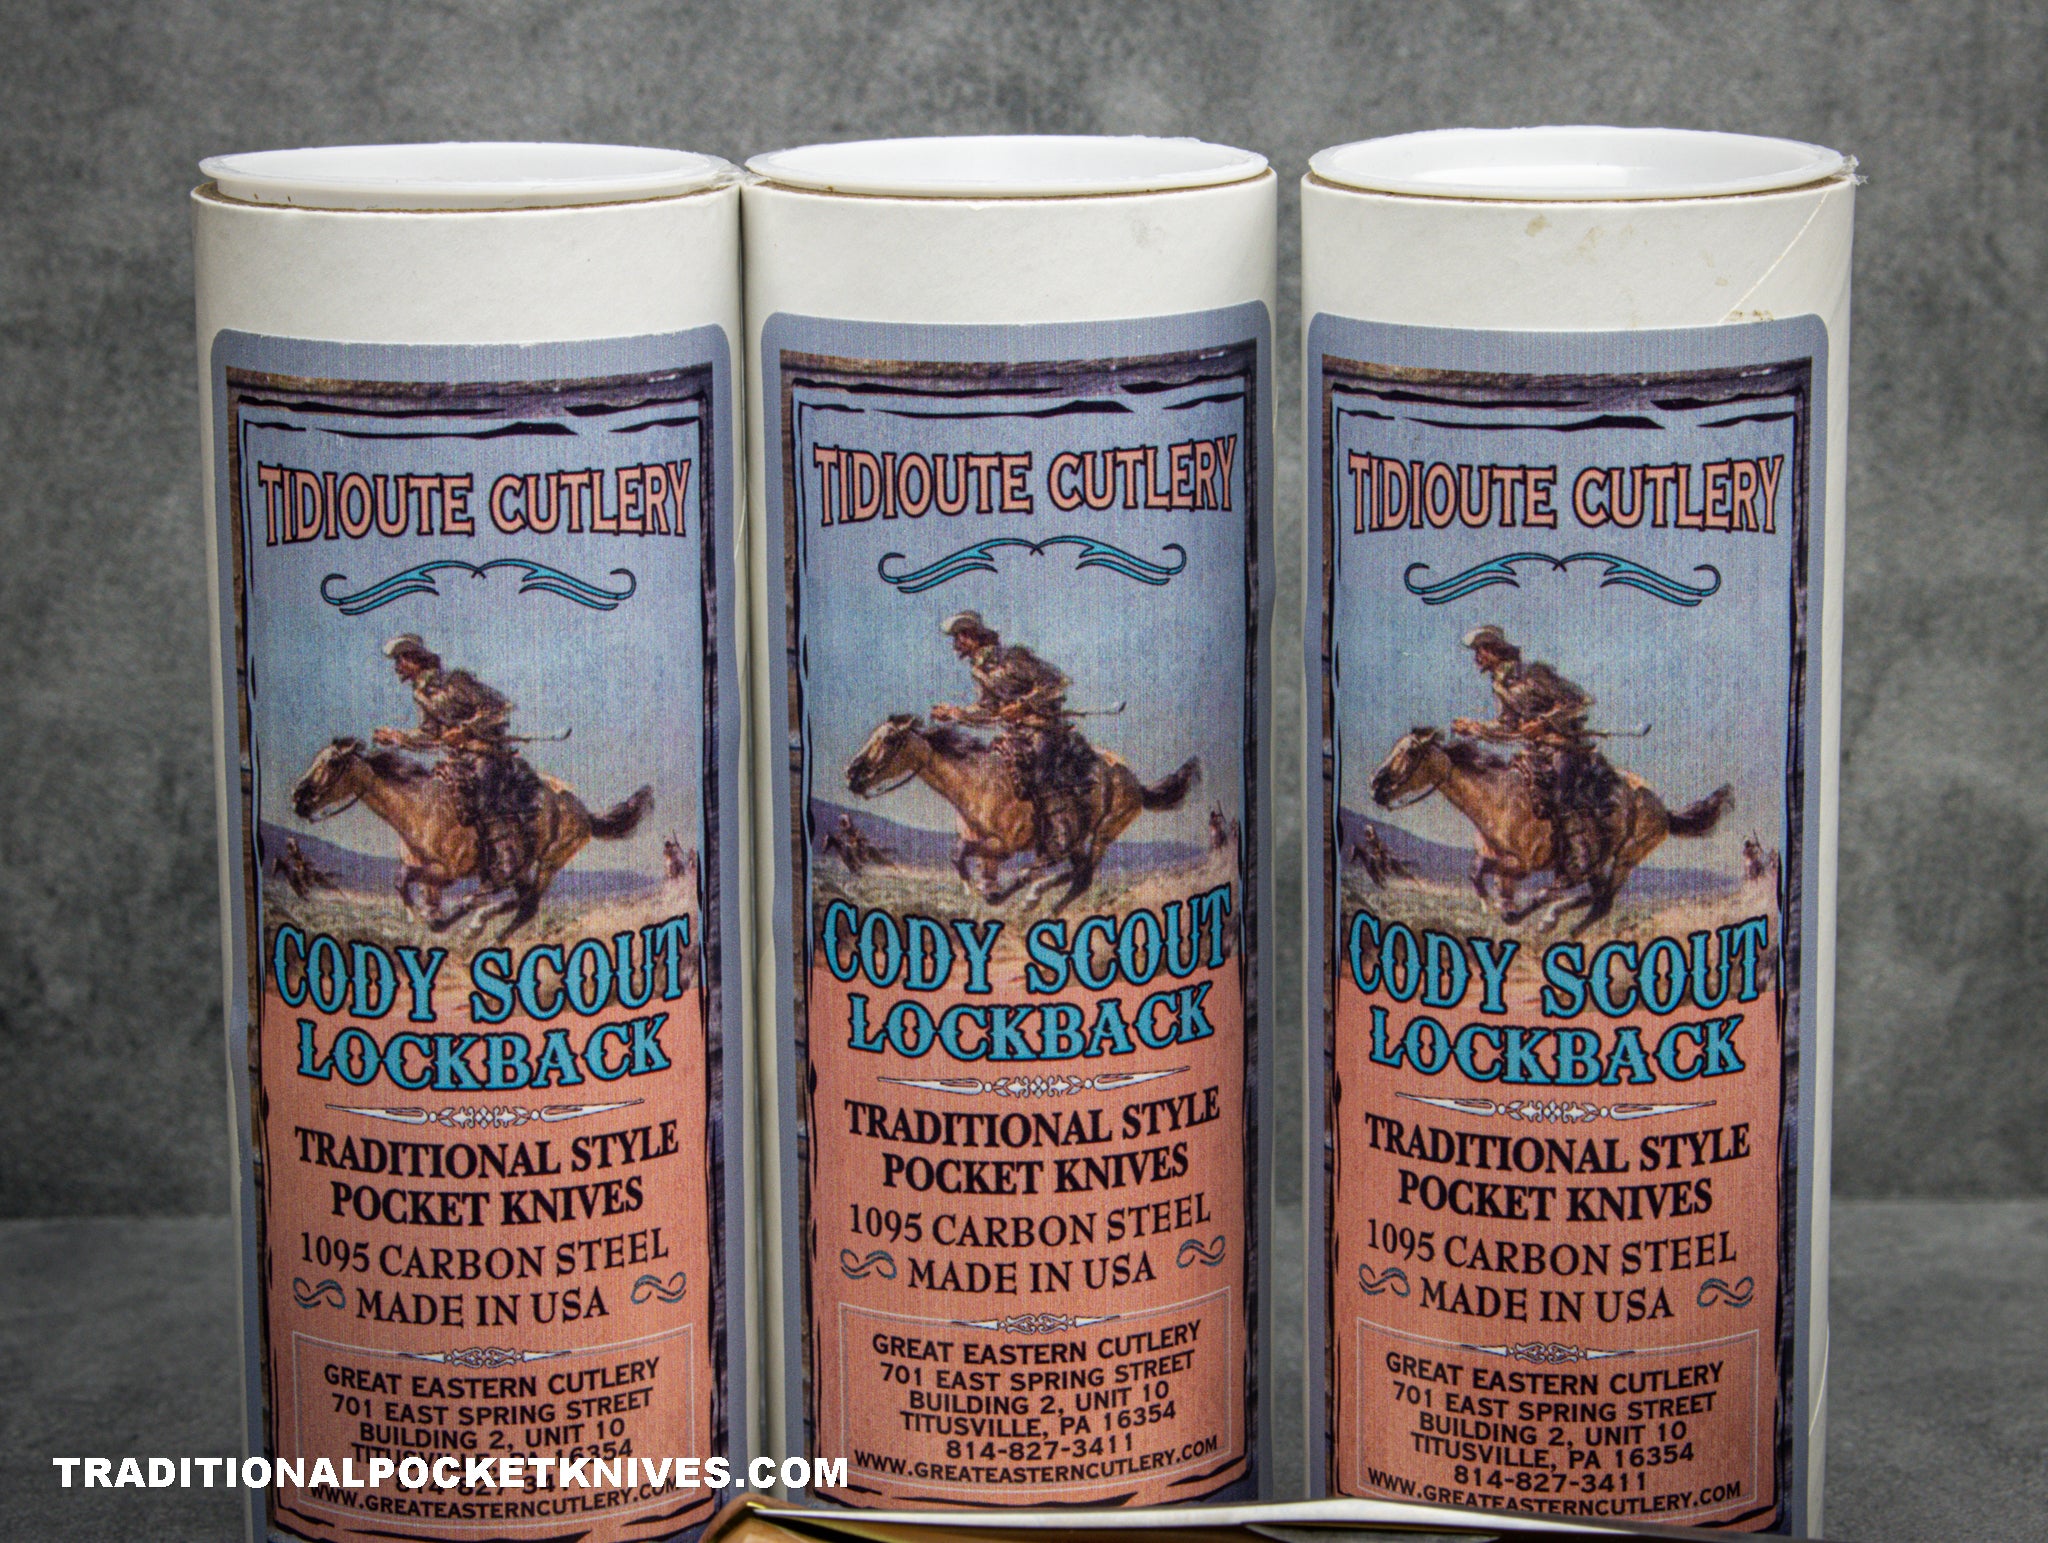 TIDIOUTE CUTLERY
CODY SCOUT
LOCKBACK
TRADITIONAL STYLE
POCKET KNIVES
1095 CARBON STEEL
MADE IN USA
GREAT EASTERN CUTLERY
701 EAST SPRING STREET
BUILDING 2, UNIT 10
TITUSVILLE, PA 16354
WWW.GREATEASTERNCUTLERY.COM
TIDIOUTE CUTLERY
CODY SCOUT
LOCKBACK
TRADITIONAL STYLE
POCKET KNIVES
1095 CARBON STEEL
MADE IN USA
GREAT EASTERN CUTLERY
701 EAST SPRING STREET
BUILDING 2, UNIT 10
TITUSVILLE, PA 16354
814-827-3411
WWW.GREATEASTERNCUTLERY.COM
TIDIOUTE CUTLERY
CODY SCOUT
LOCKBACK
TRADITIONAL STYLE
POCKET KNIVES
1095 CARBON STEEL
MADE IN USA
GREAT EASTERN CUTLERY
701 EAST SPRING STREET
BUILDING 2, UNIT 10
TITUSVILLE, PA 16354
814-827-3411
WWW.GREATEASTERNCUTLERY.COM
TRADITIONALPOCKETKNIVES.COM